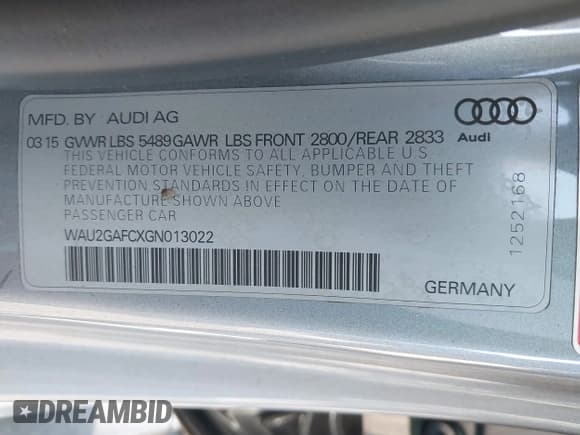 MFD. BY AUDI AG
Audi
03 15 GVWR LBS 5489 GAWR LBS FRONT 2800/REAR 2833
THIS VEHICLE CONFORMS TO ALL APPLICABLE U.S
FEDERAL MOTOR VEHICLE SAFETY, BUMPER AND THEFT
PREVENTION STANDARDS IN EFFECT ON THE DATE OF
MANUFACTURE SHOWN ABOVE
PASSENGER CAR
WAU2GAFCXGN013022
1252168
GERMANY
DREAMBID